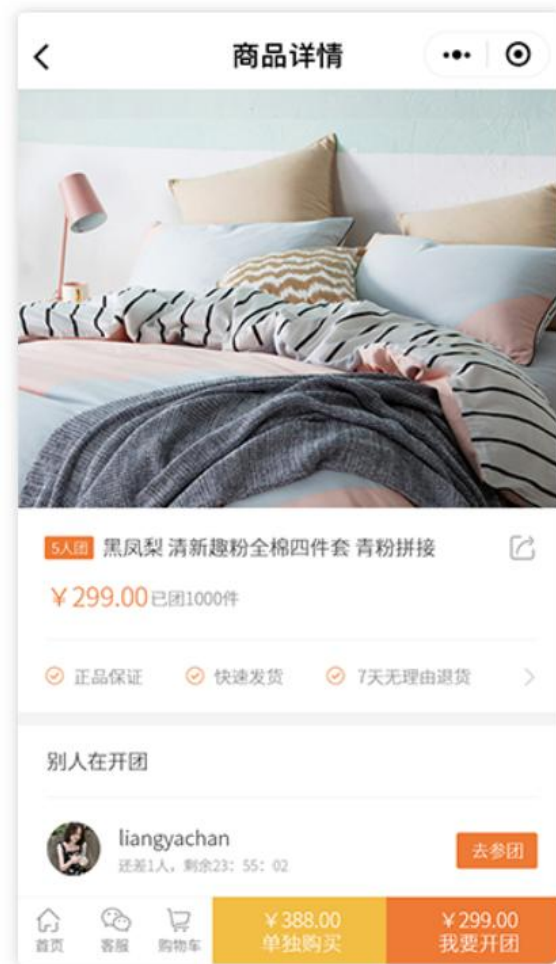 商品详情
5人团 黑凤梨 清新趣粉全棉四件套 青粉拼接
￥299.00已团1000件
正品保证 快速发货 7天无理由退货
别人在开团
liangyachan
还差1人，剩余23：55：02
去参团
￥388.00 ￥299.00
首页 客服 购物车 单独购买 我要开团